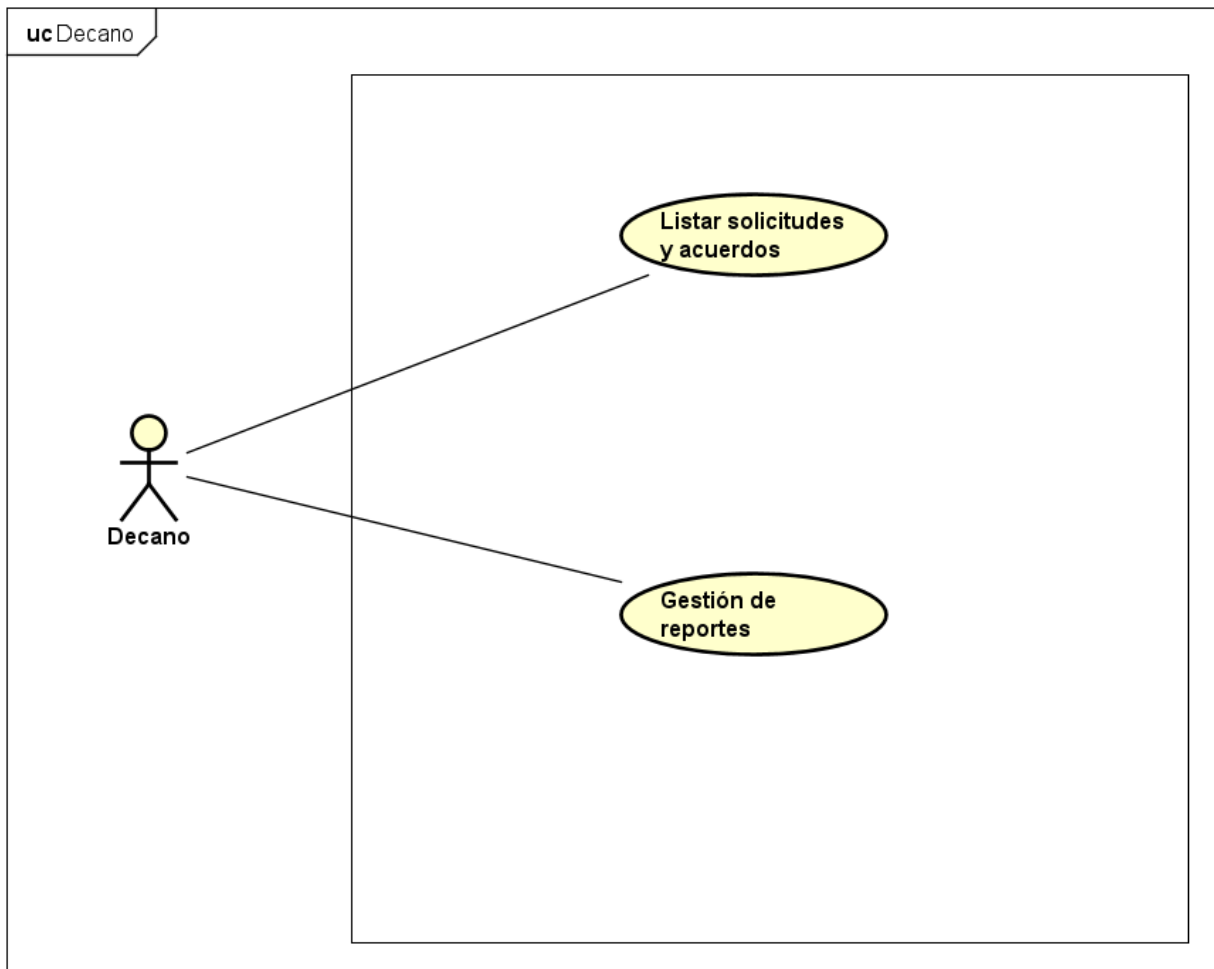 uc Decano
Listar solicitudes
y acuerdos
Decano
Gestión de
reportes